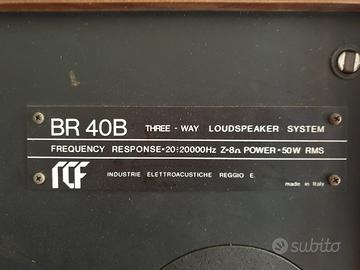 BR 40B THREE - WAY LOUDSPEAKER SYSTEM
FREQUENCY RESPONSE•20÷20000Hz Z•8Ω POWER•50W RMS
RCF INDUSTRIE ELETTROACUSTICHE REGGIO E. made in Italy
subito